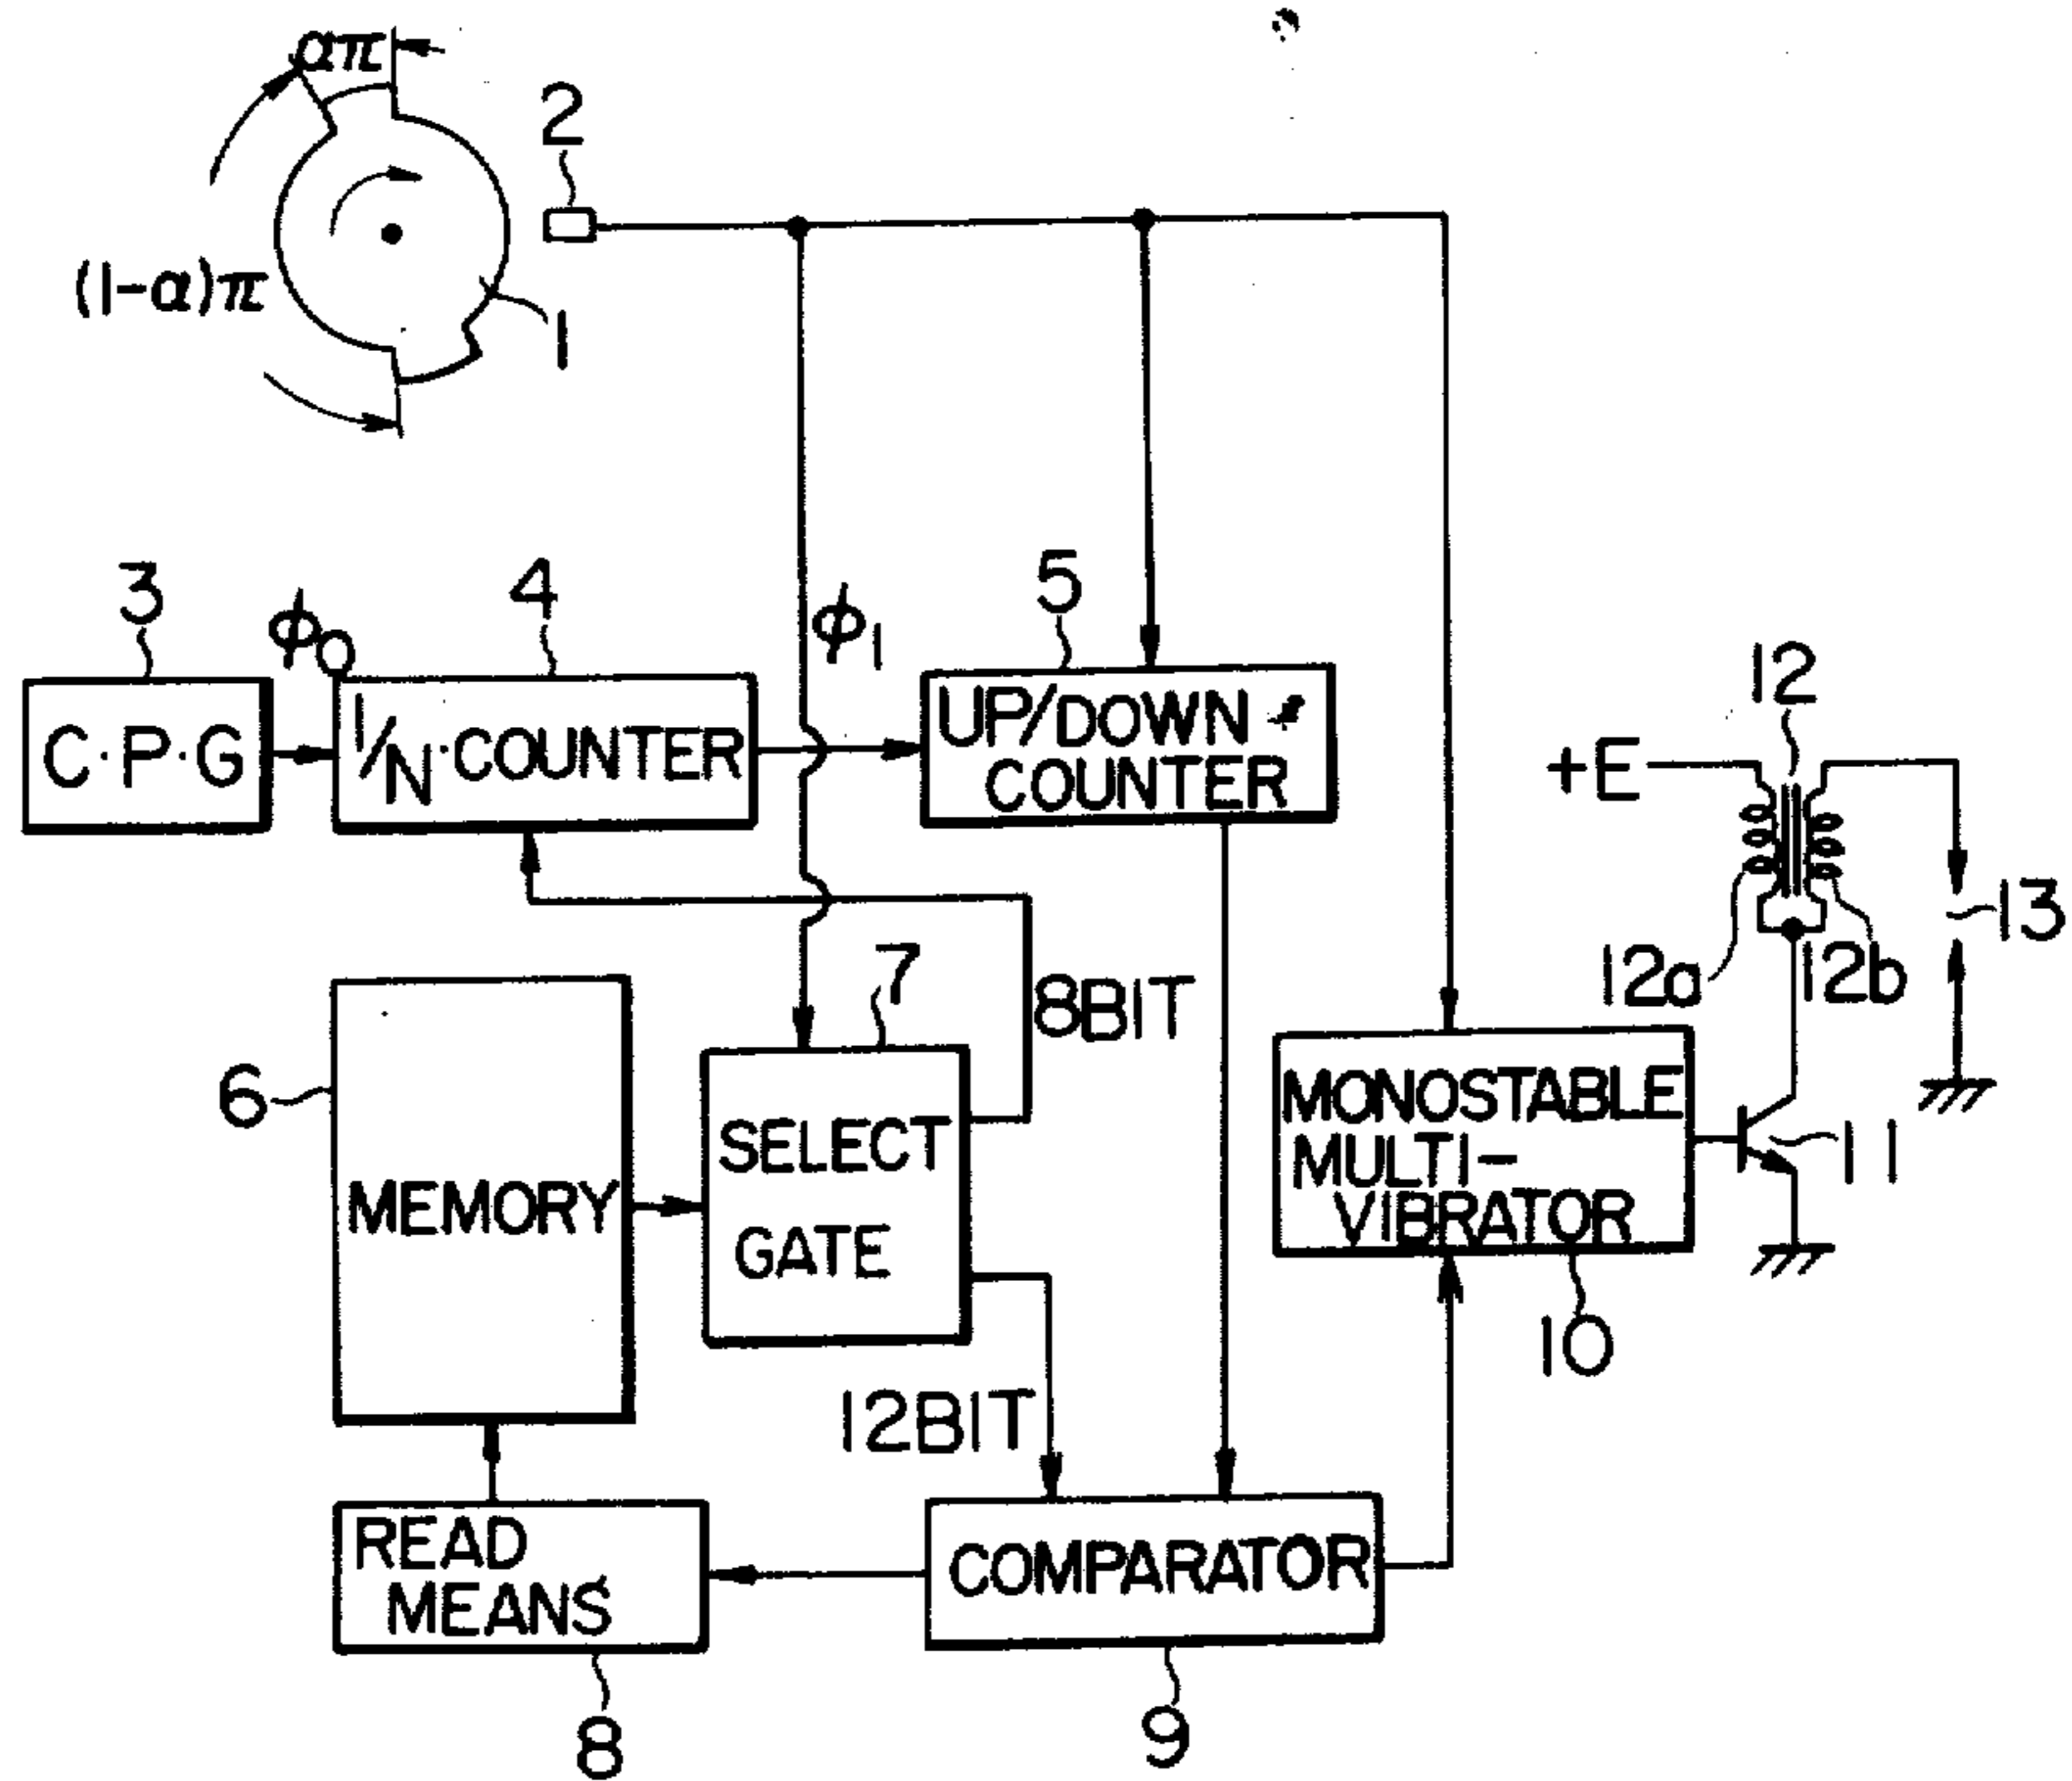 απ
2
(1-α)π
1
3
φ0
4
φ1
5
C·P·G
1/N·COUNTER
UP/DOWN
COUNTER
12
+E
13
12a
12b
7
8BIT
6
MEMORY
SELECT
GATE
MONOSTABLE
MULTI-
VIBRATOR
11
10
12BIT
READ
MEANS
COMPARATOR
8
9